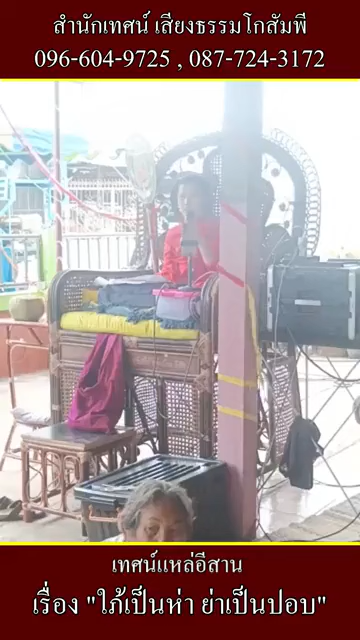 สำนักเทศน์ เสียงธรรมโกสัมพี
096-604-9725 , 087-724-3172
เทศน์แหล่อีสาน
เรื่อง "ใภ้เป็นห่า ย่าเป็นปอบ"